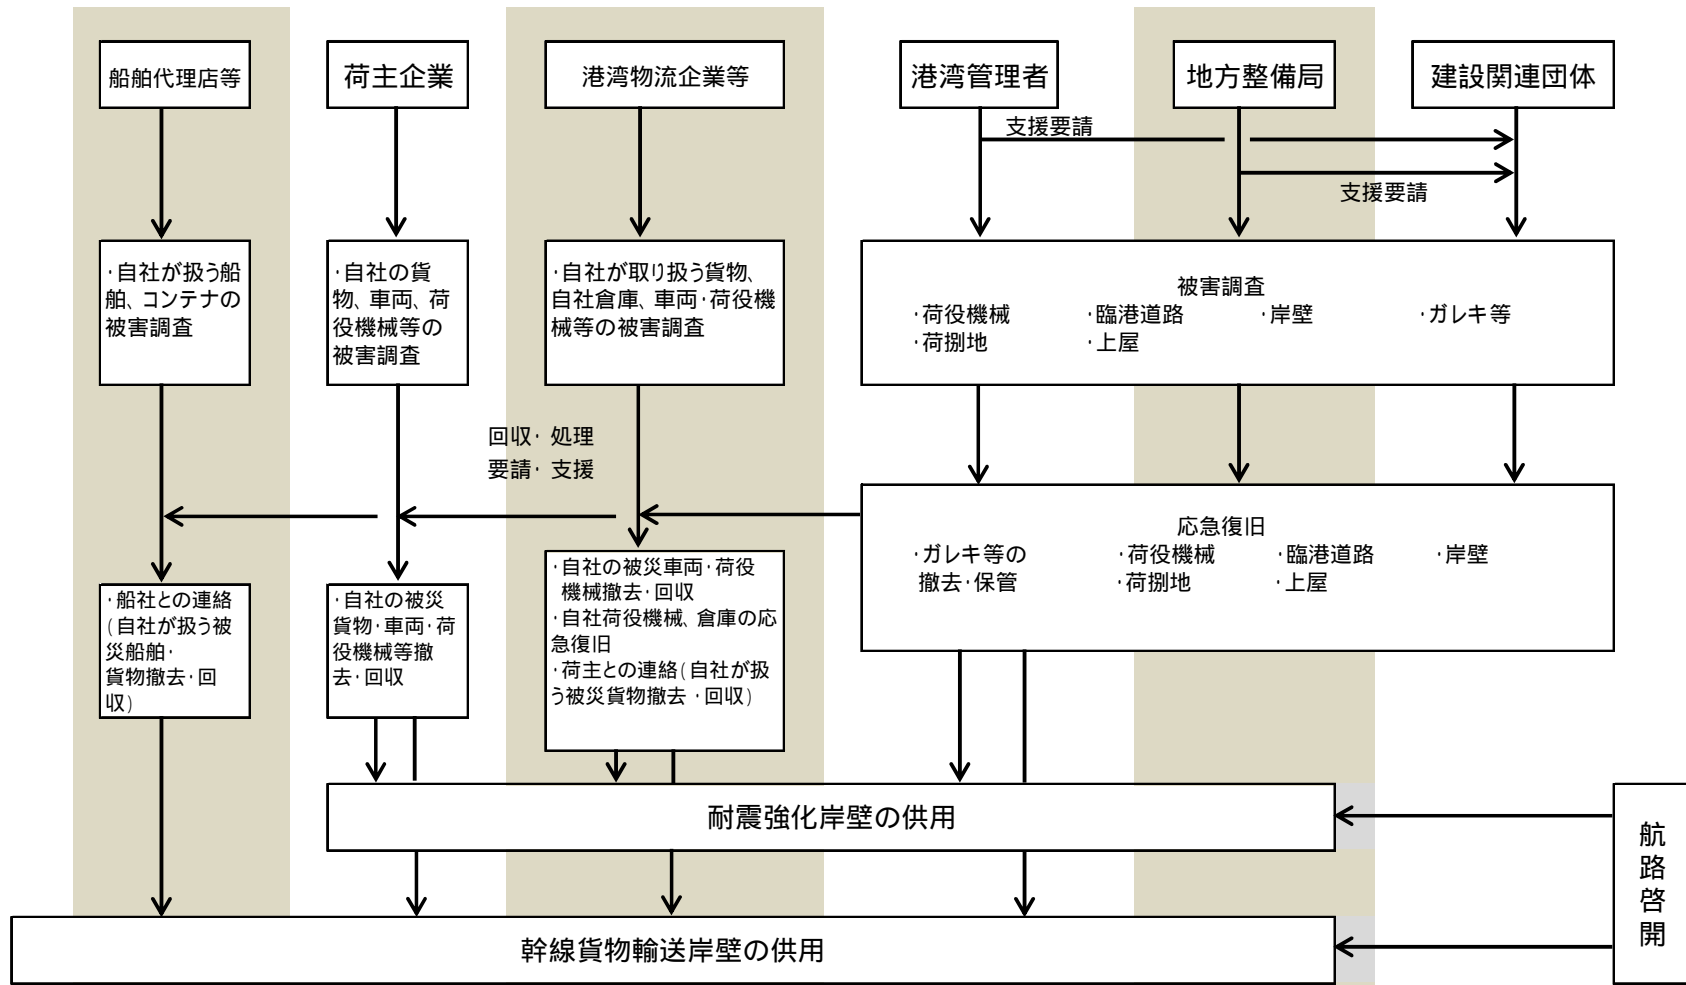 船舶代理店等
荷主企業
港湾物流企業等
港湾管理者
地方整備局
建設関連団体
支援要請
支援要請
・自社が扱う船
舶、コンテナの
被害調査
・自社の貨
物、車両、荷
役機械等の
被害調査
・自社が取り扱う貨物、
自社倉庫、車両・荷役機
械等の被害調査
被害調査
・荷役機械 ・臨港道路 ・岸壁 ・ガレキ等
・荷捌地 ・上屋
回収・ 処理
要請・ 支援
応急復旧
・ガレキ等の ・荷役機械 ・臨港道路 ・岸壁
撤去・保管 ・荷捌地 ・上屋
・船社との連絡
(自社が扱う被
災船舶・
貨物撤去・回
収)
・自社の被災
貨物・車両・荷
役機械等撤
去・回収
・自社の被災車両・荷役
機械撤去・回収
・自社荷役機械、倉庫の応
急復旧
・荷主との連絡(自社が扱
う被災貨物撤去 ・回収)
耐震強化岸壁の供用
航
路
啓
開
幹線貨物輸送岸壁の供用